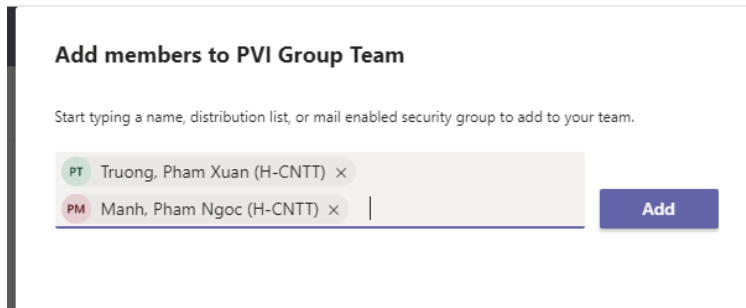 Add members to PVI Group Team
Start typing a name, distribution list, or mail enabled security group to add to your team.
PT Truong, Pham Xuan (H-CNTT) ×
PM Manh, Pham Ngoc (H-CNTT) ×
Add